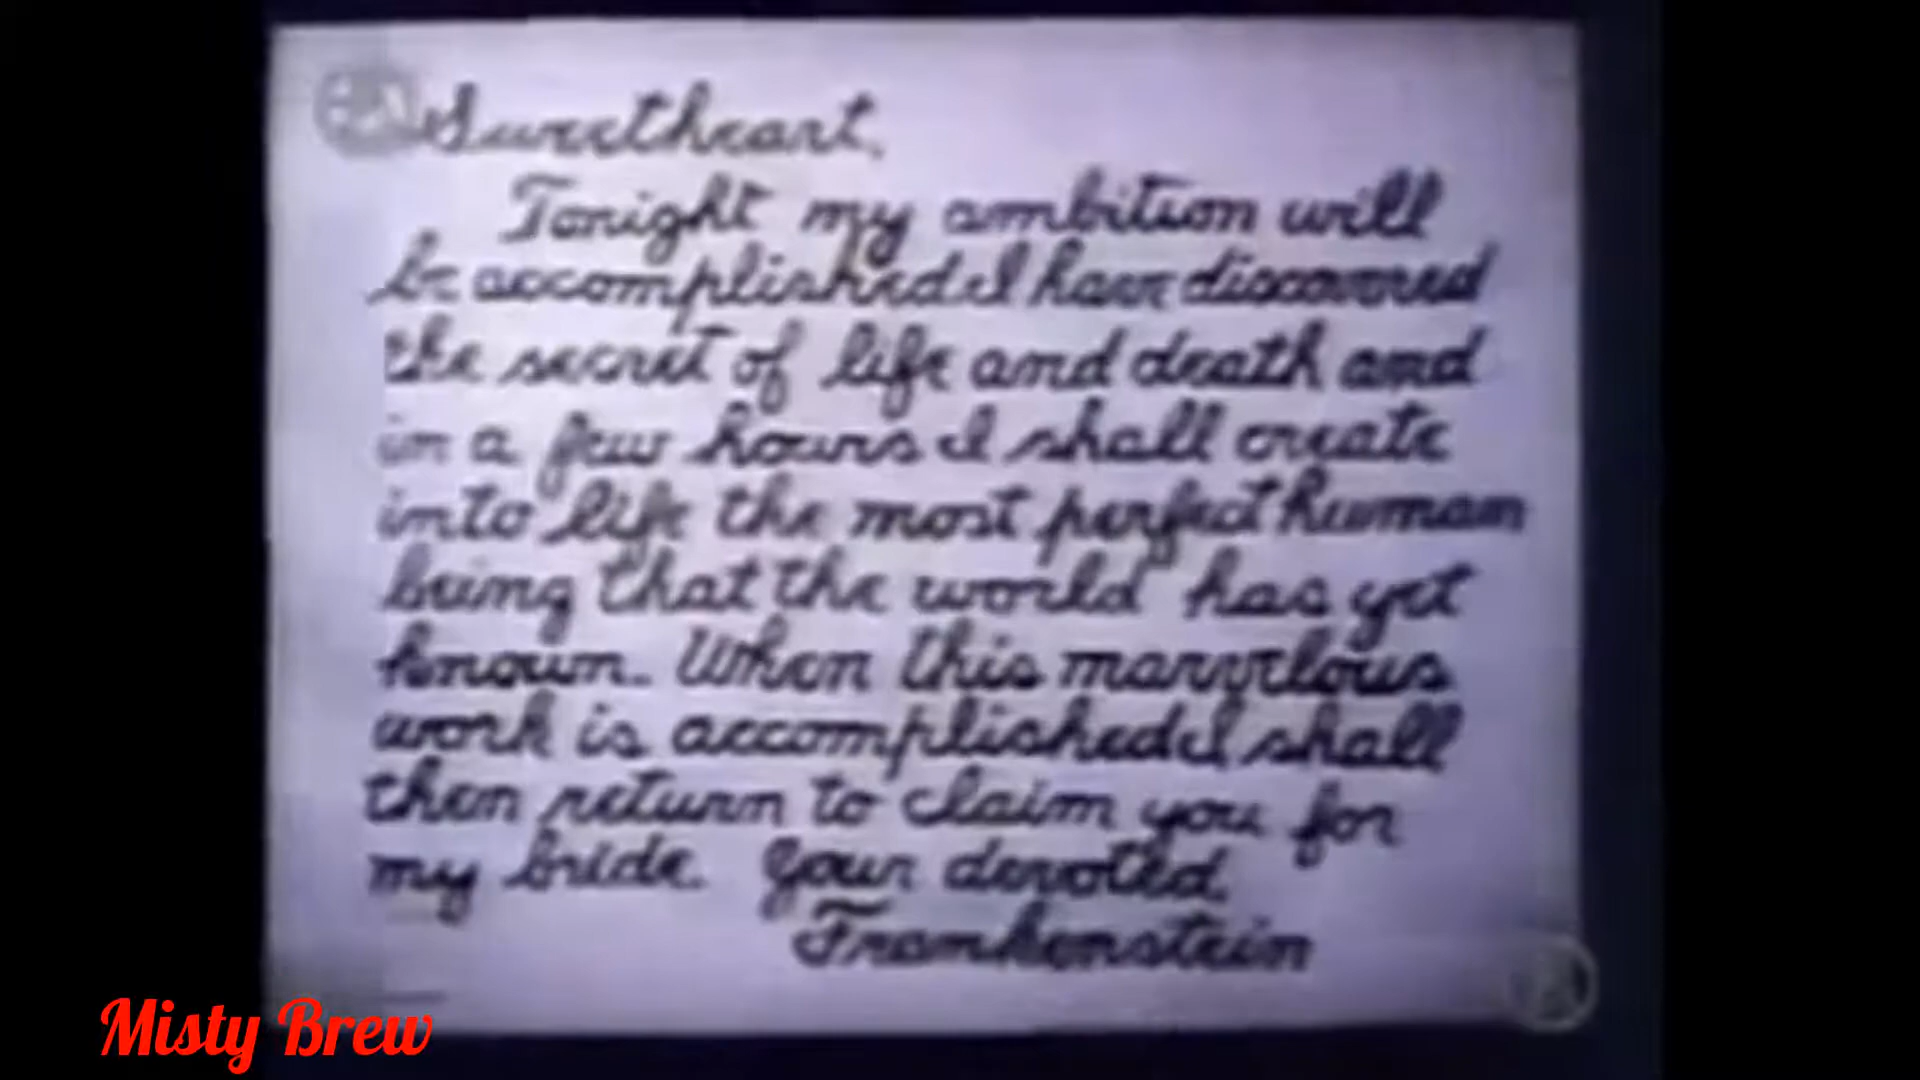 Sweetheart,
Tonight my ambition will
be accomplished I have discovered
the secret of life and death and
in a few hours I shall create
into life the most perfect human
being that the world has yet
known. When this marvelous
work is accomplished I shall
then return to claim you for
my bride. Your devoted,
Frankenstein
Misty Brew